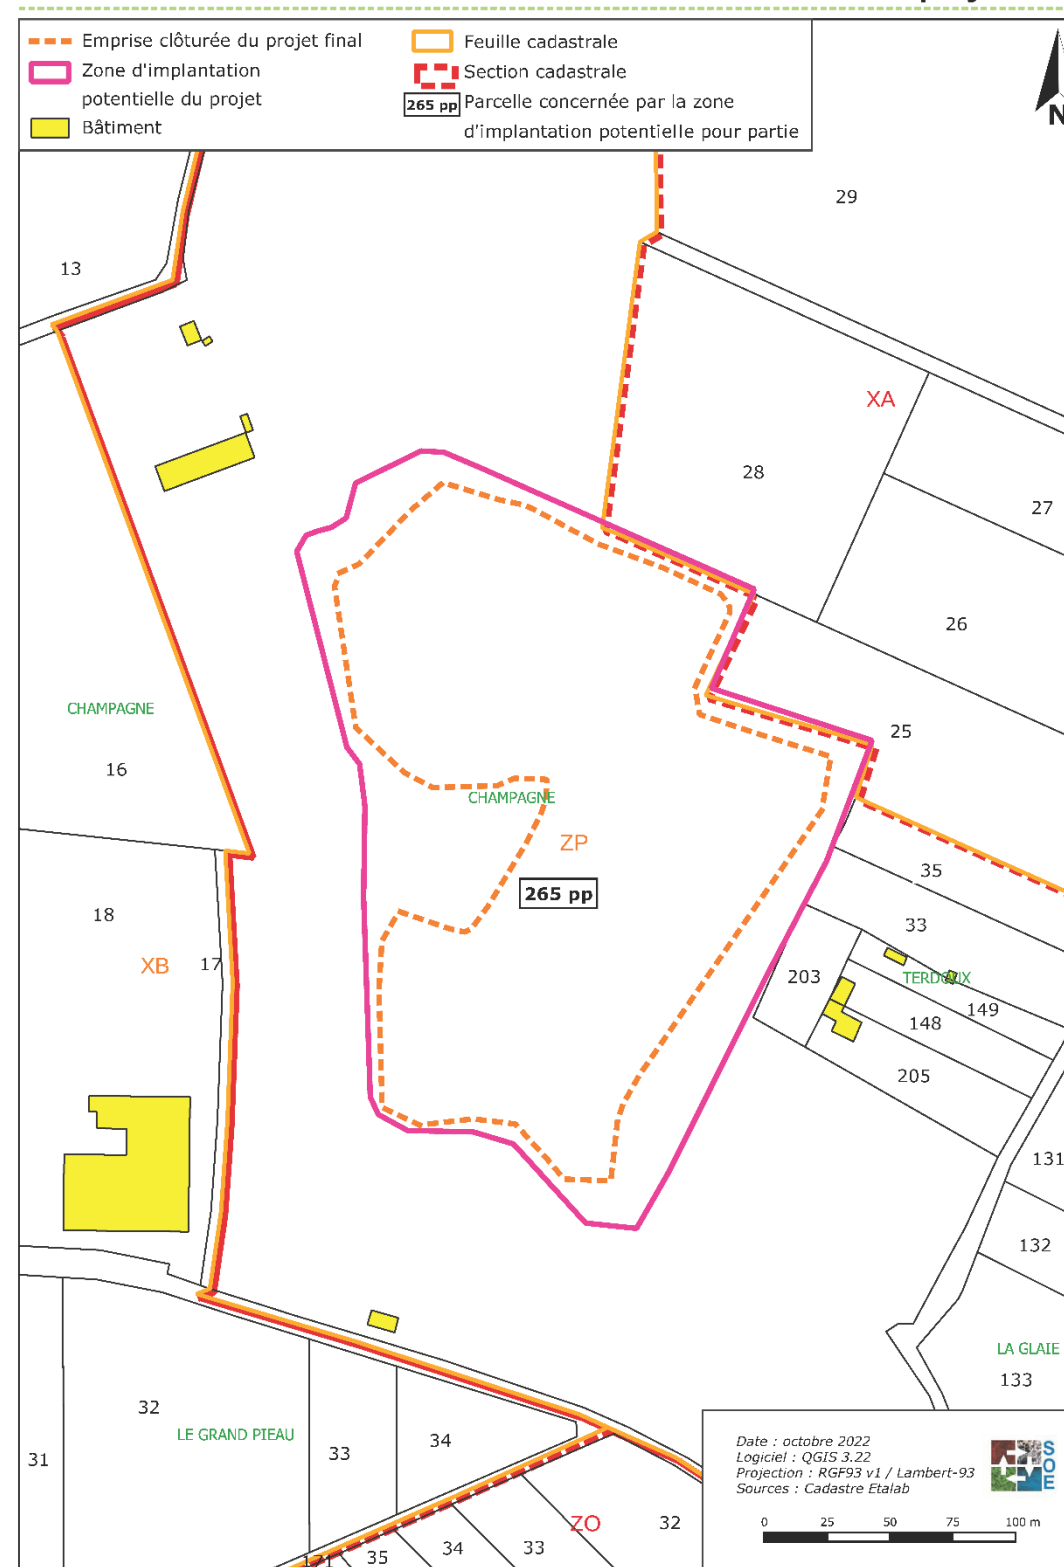 Emprise clôturée du projet final
Zone d'implantation
potentielle du projet
Bâtiment
Feuille cadastrale
Section cadastrale
265 pp
Parcelle concernée par la zone
d'implantation potentielle pour partie
N
29
13
XA
28
27
26
CHAMPAGNE
25
16
CHAMPAGNE
ZP
35
265 pp
18
33
XB
17
203
TERDOUX
149
148
205
131
132
LA GLAIE
133
32
LE GRAND PIEAU
34
33
31
Date : octobre 2022
Logiciel : QGIS 3.22
Projection : RGF93 v1 / Lambert-93
Sources : Cadastre Etalab
SOE
0 25 50 75 100 m
ZO
32
34
33
35
171